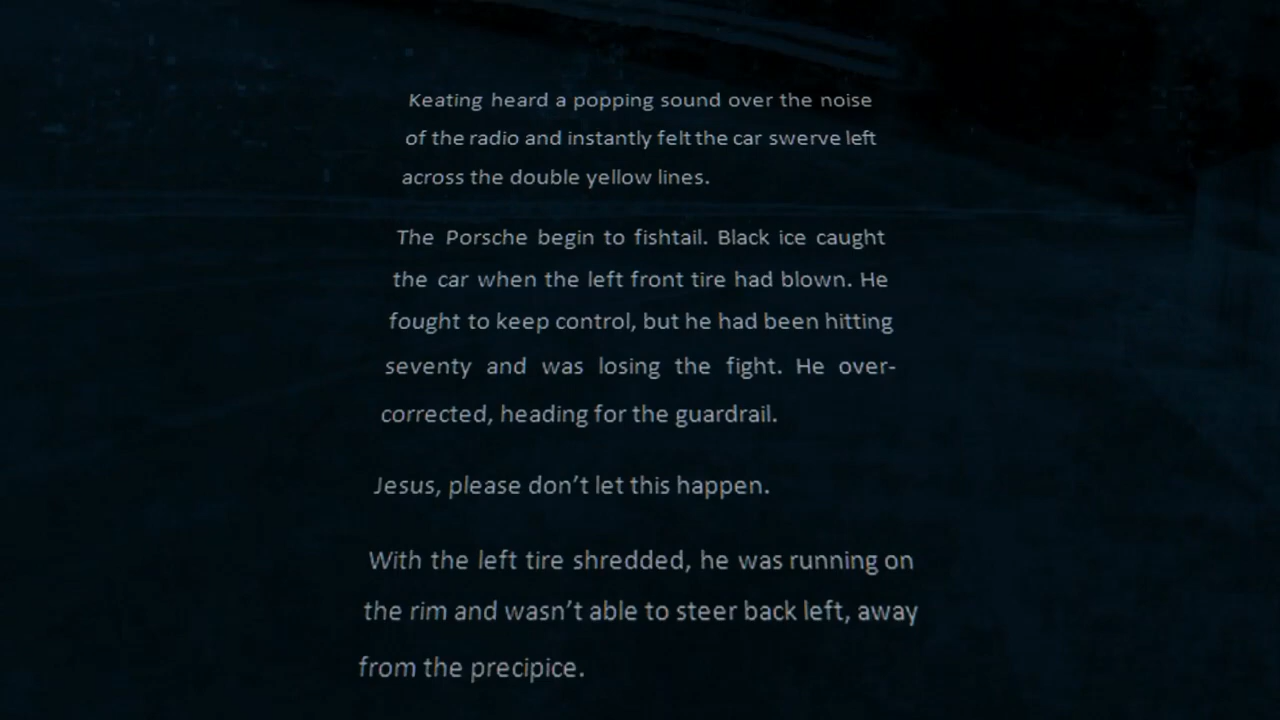 Keating heard a popping sound over the noise
of the radio and instantly felt the car swerve left
across the double yellow lines.
The Porsche begin to fishtail. Black ice caught
the car when the left front tire had blown. He
fought to keep control, but he had been hitting
seventy and was losing the fight. He over-
corrected, heading for the guardrail.
Jesus, please don’t let this happen.
With the left tire shredded, he was running on
the rim and wasn’t able to steer back left, away
from the precipice.